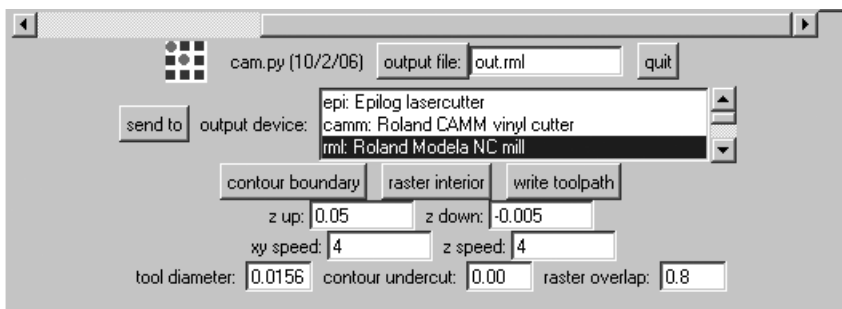 cam.py (10/2/06) output file: out.rml quit
epi: Epilog lasercutter
send to output device: camm: Roland CAMM vinyl cutter
rml: Roland Modela NC mill
contour boundary raster interior write toolpath
z up: 0.05 z down: -0.005
xy speed: 4 z speed: 4
tool diameter: 0.0156 contour undercut: 0.00 raster overlap: 0.8